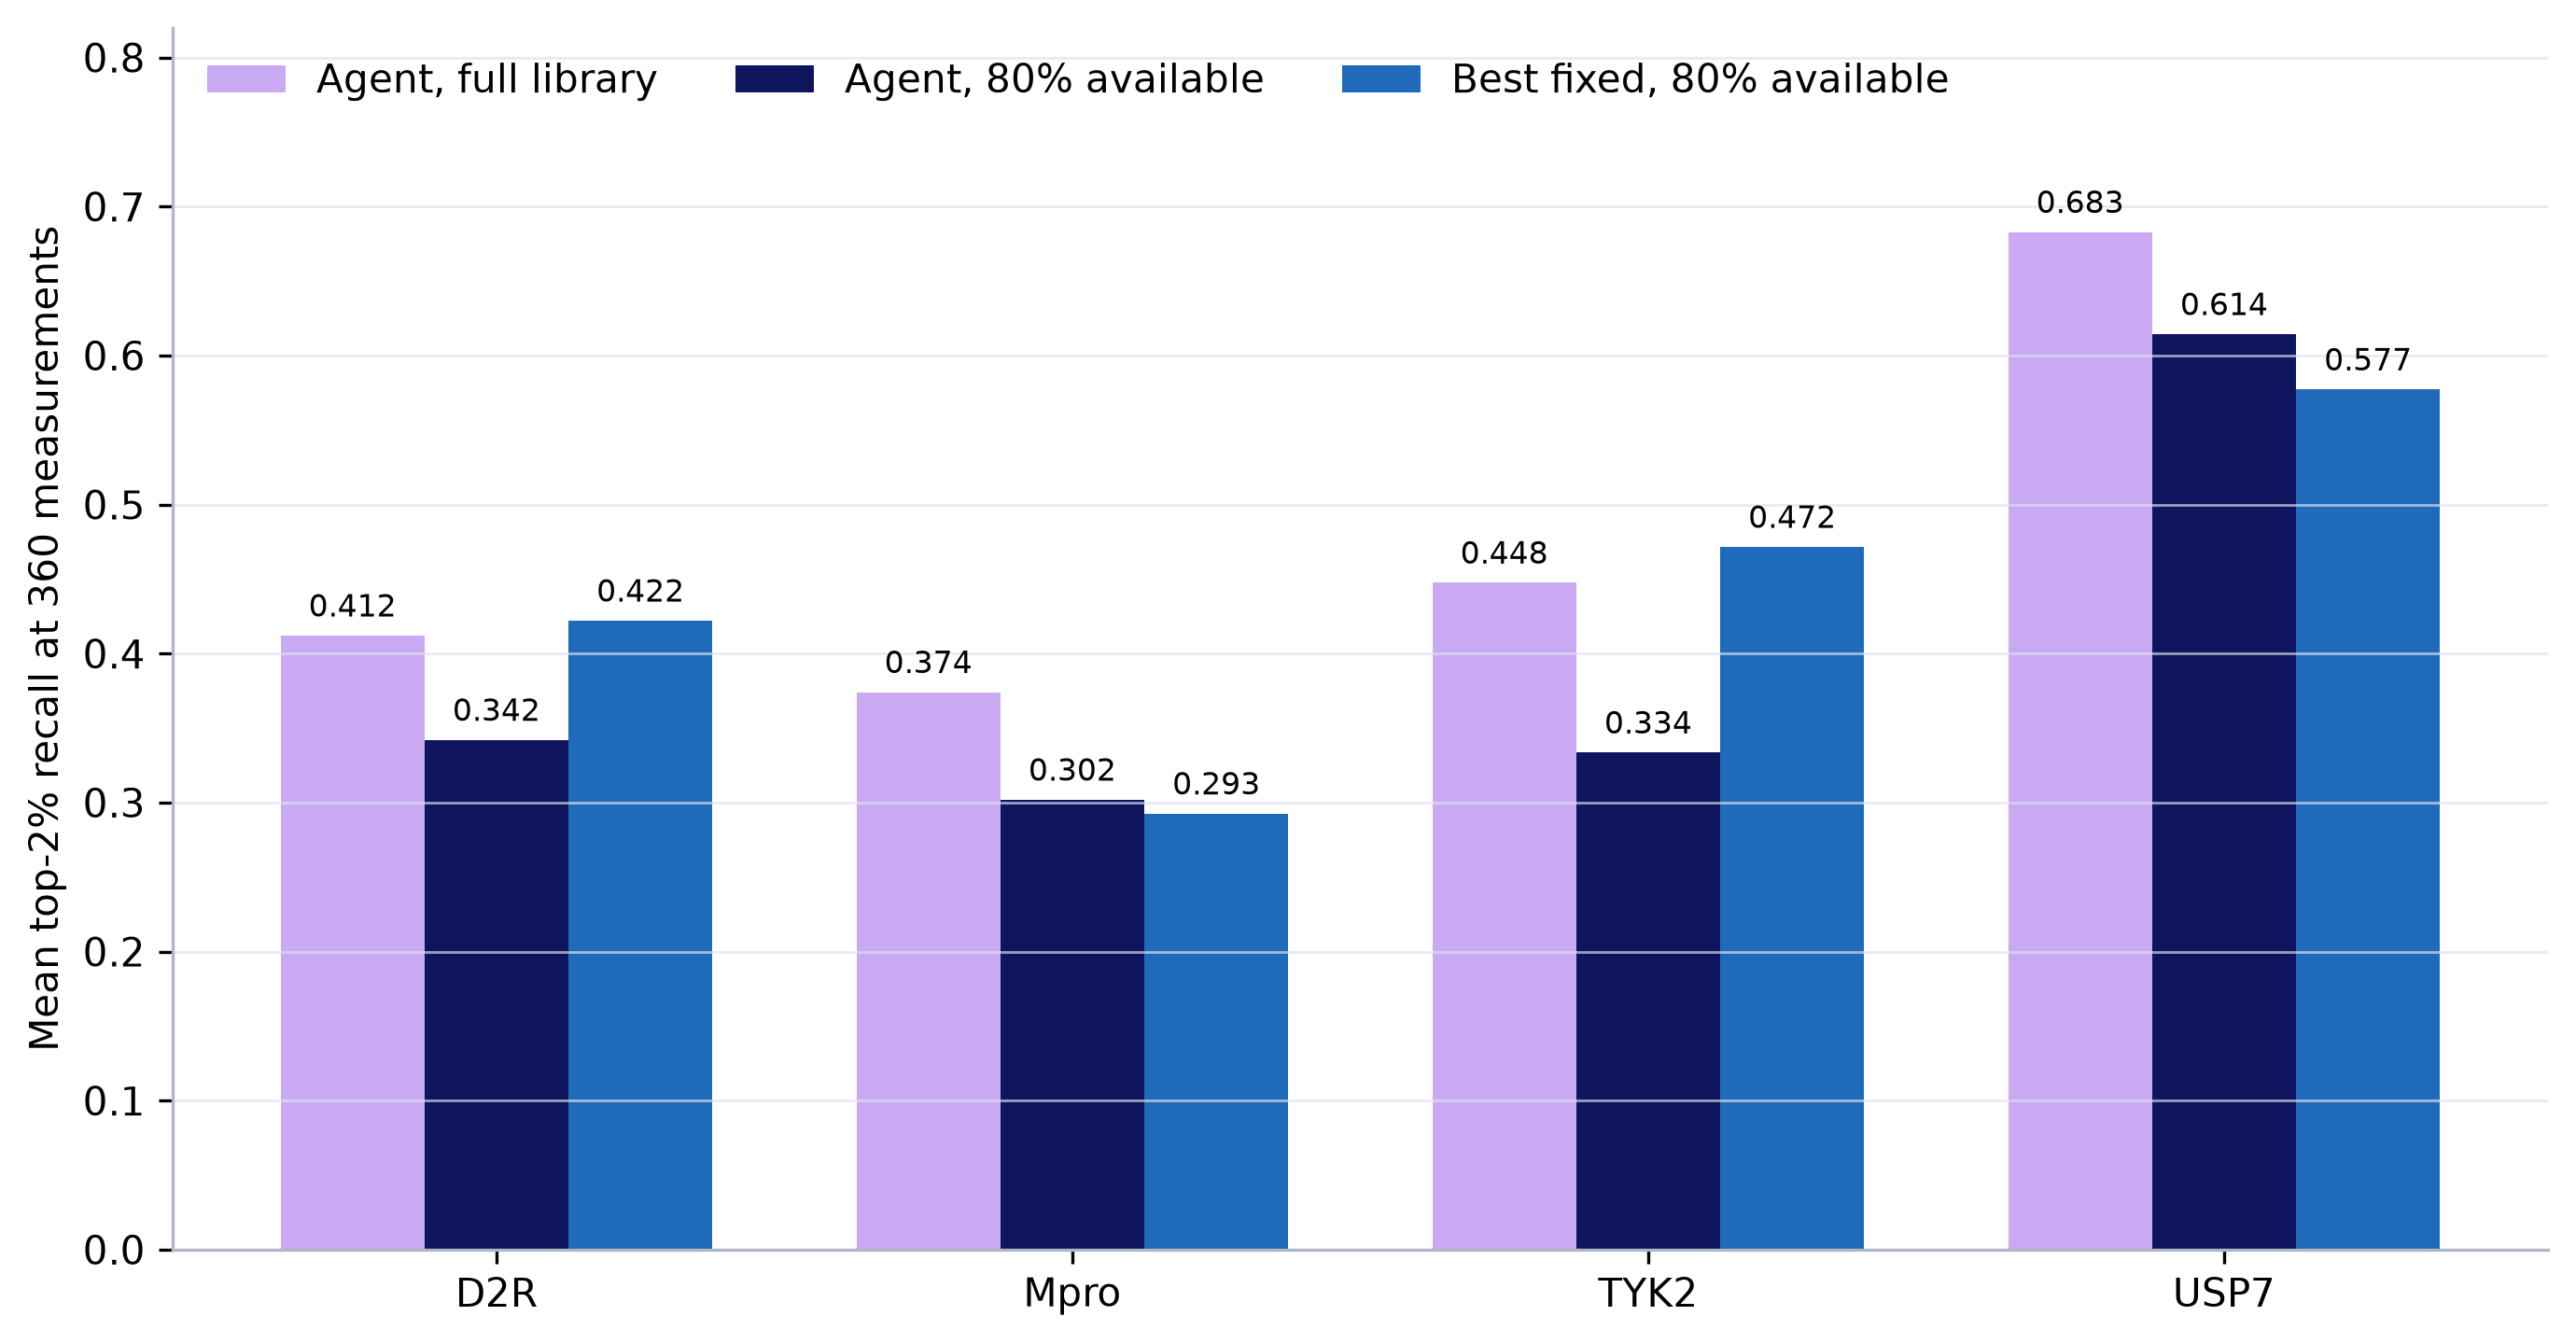 Mean top-2% recall at 360 measurements
0.8
0.7
0.6
0.5
0.4
0.3
0.2
0.1
0.0
Agent, full library
Agent, 80% available
Best fixed, 80% available
0.412
0.342
0.422
0.374
0.302
0.293
0.448
0.334
0.472
0.683
0.614
0.577
D2R
Mpro
TYK2
USP7